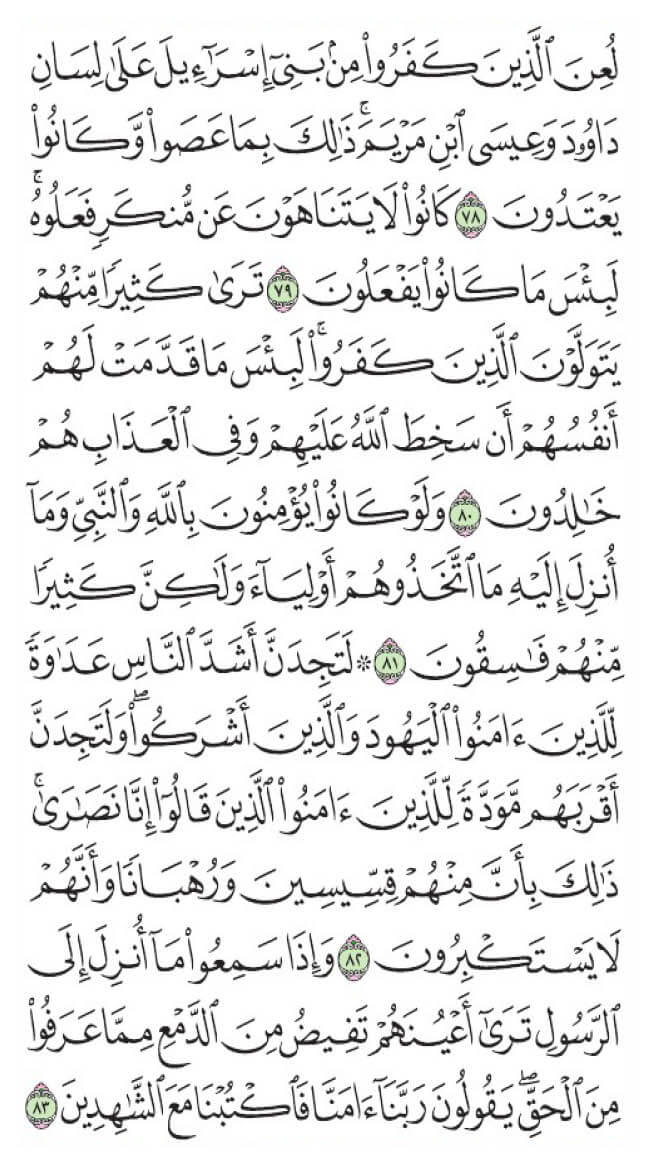 لُعِنَ ٱلَّذِينَ كَفَرُوا۟ مِنۢ بَنِىٓ إِسْرَٰٓءِيلَ عَلَىٰ لِسَانِ
دَاوُۥدَ وَعِيسَى ٱبْنِ مَرْيَمَ ۚ ذَٰلِكَ بِمَا عَصَوا۟ وَّكَانُوا۟
يَعْتَدُونَ ٧٨ كَانُوا۟ لَا يَتَنَاهَوْنَ عَن مُّنكَرٍ فَعَلُوهُ ۚ
لَبِئْسَ مَا كَانُوا۟ يَفْعَلُونَ ٧٩ تَرَىٰ كَثِيرًا مِّنْهُمْ
يَتَوَلَّوْنَ ٱلَّذِينَ كَفَرُوا۟ ۚ لَبِئْسَ مَا قَدَّمَتْ لَهُمْ
أَنفُسُهُمْ أَن سَخِطَ ٱللَّهُ عَلَيْهِمْ وَفِى ٱلْعَذَابِ هُمْ
خَٰلِدُونَ ٨٠ وَلَوْ كَانُوا۟ يُؤْمِنُونَ بِٱللَّهِ وَٱلنَّبِىِّ وَمَآ
أُنزِلَ إِلَيْهِ مَا ٱتَّخَذُوهُمْ أَوْلِيَآءَ وَلَٰكِنَّ كَثِيرًا
مِّنْهُمْ فَٰسِقُونَ ٨١ ۞ لَتَجِدَنَّ أَشَدَّ ٱلنَّاسِ عَدَٰوَةً
لِّلَّذِينَ ءَامَنُوا۟ ٱلْيَهُودَ وَٱلَّذِينَ أَشْرَكُوا۟ ۖ وَلَتَجِدَنَّ
أَقْرَبَهُم مَّوَدَّةً لِّلَّذِينَ ءَامَنُوا۟ ٱلَّذِينَ قَالُوٓا۟ إِنَّا نَصَٰرَىٰ ۚ
ذَٰلِكَ بِأَنَّ مِنْهُمْ قِسِّيسِينَ وَرُهْبَانًا وَأَنَّهُمْ
لَا يَسْتَكْبِرُونَ ٨٢ وَإِذَا سَمِعُوا۟ مَآ أُنزِلَ إِلَى
ٱلرَّسُولِ تَرَىٰٓ أَعْيُنَهُمْ تَفِيضُ مِنَ ٱلدَّمْعِ مِمَّا عَرَفُوا۟
مِنَ ٱلْحَقِّ ۖ يَقُولُونَ رَبَّنَآ ءَامَنَّا فَٱكْتُبْنَا مَعَ ٱلشَّٰهِدِينَ ٨٣